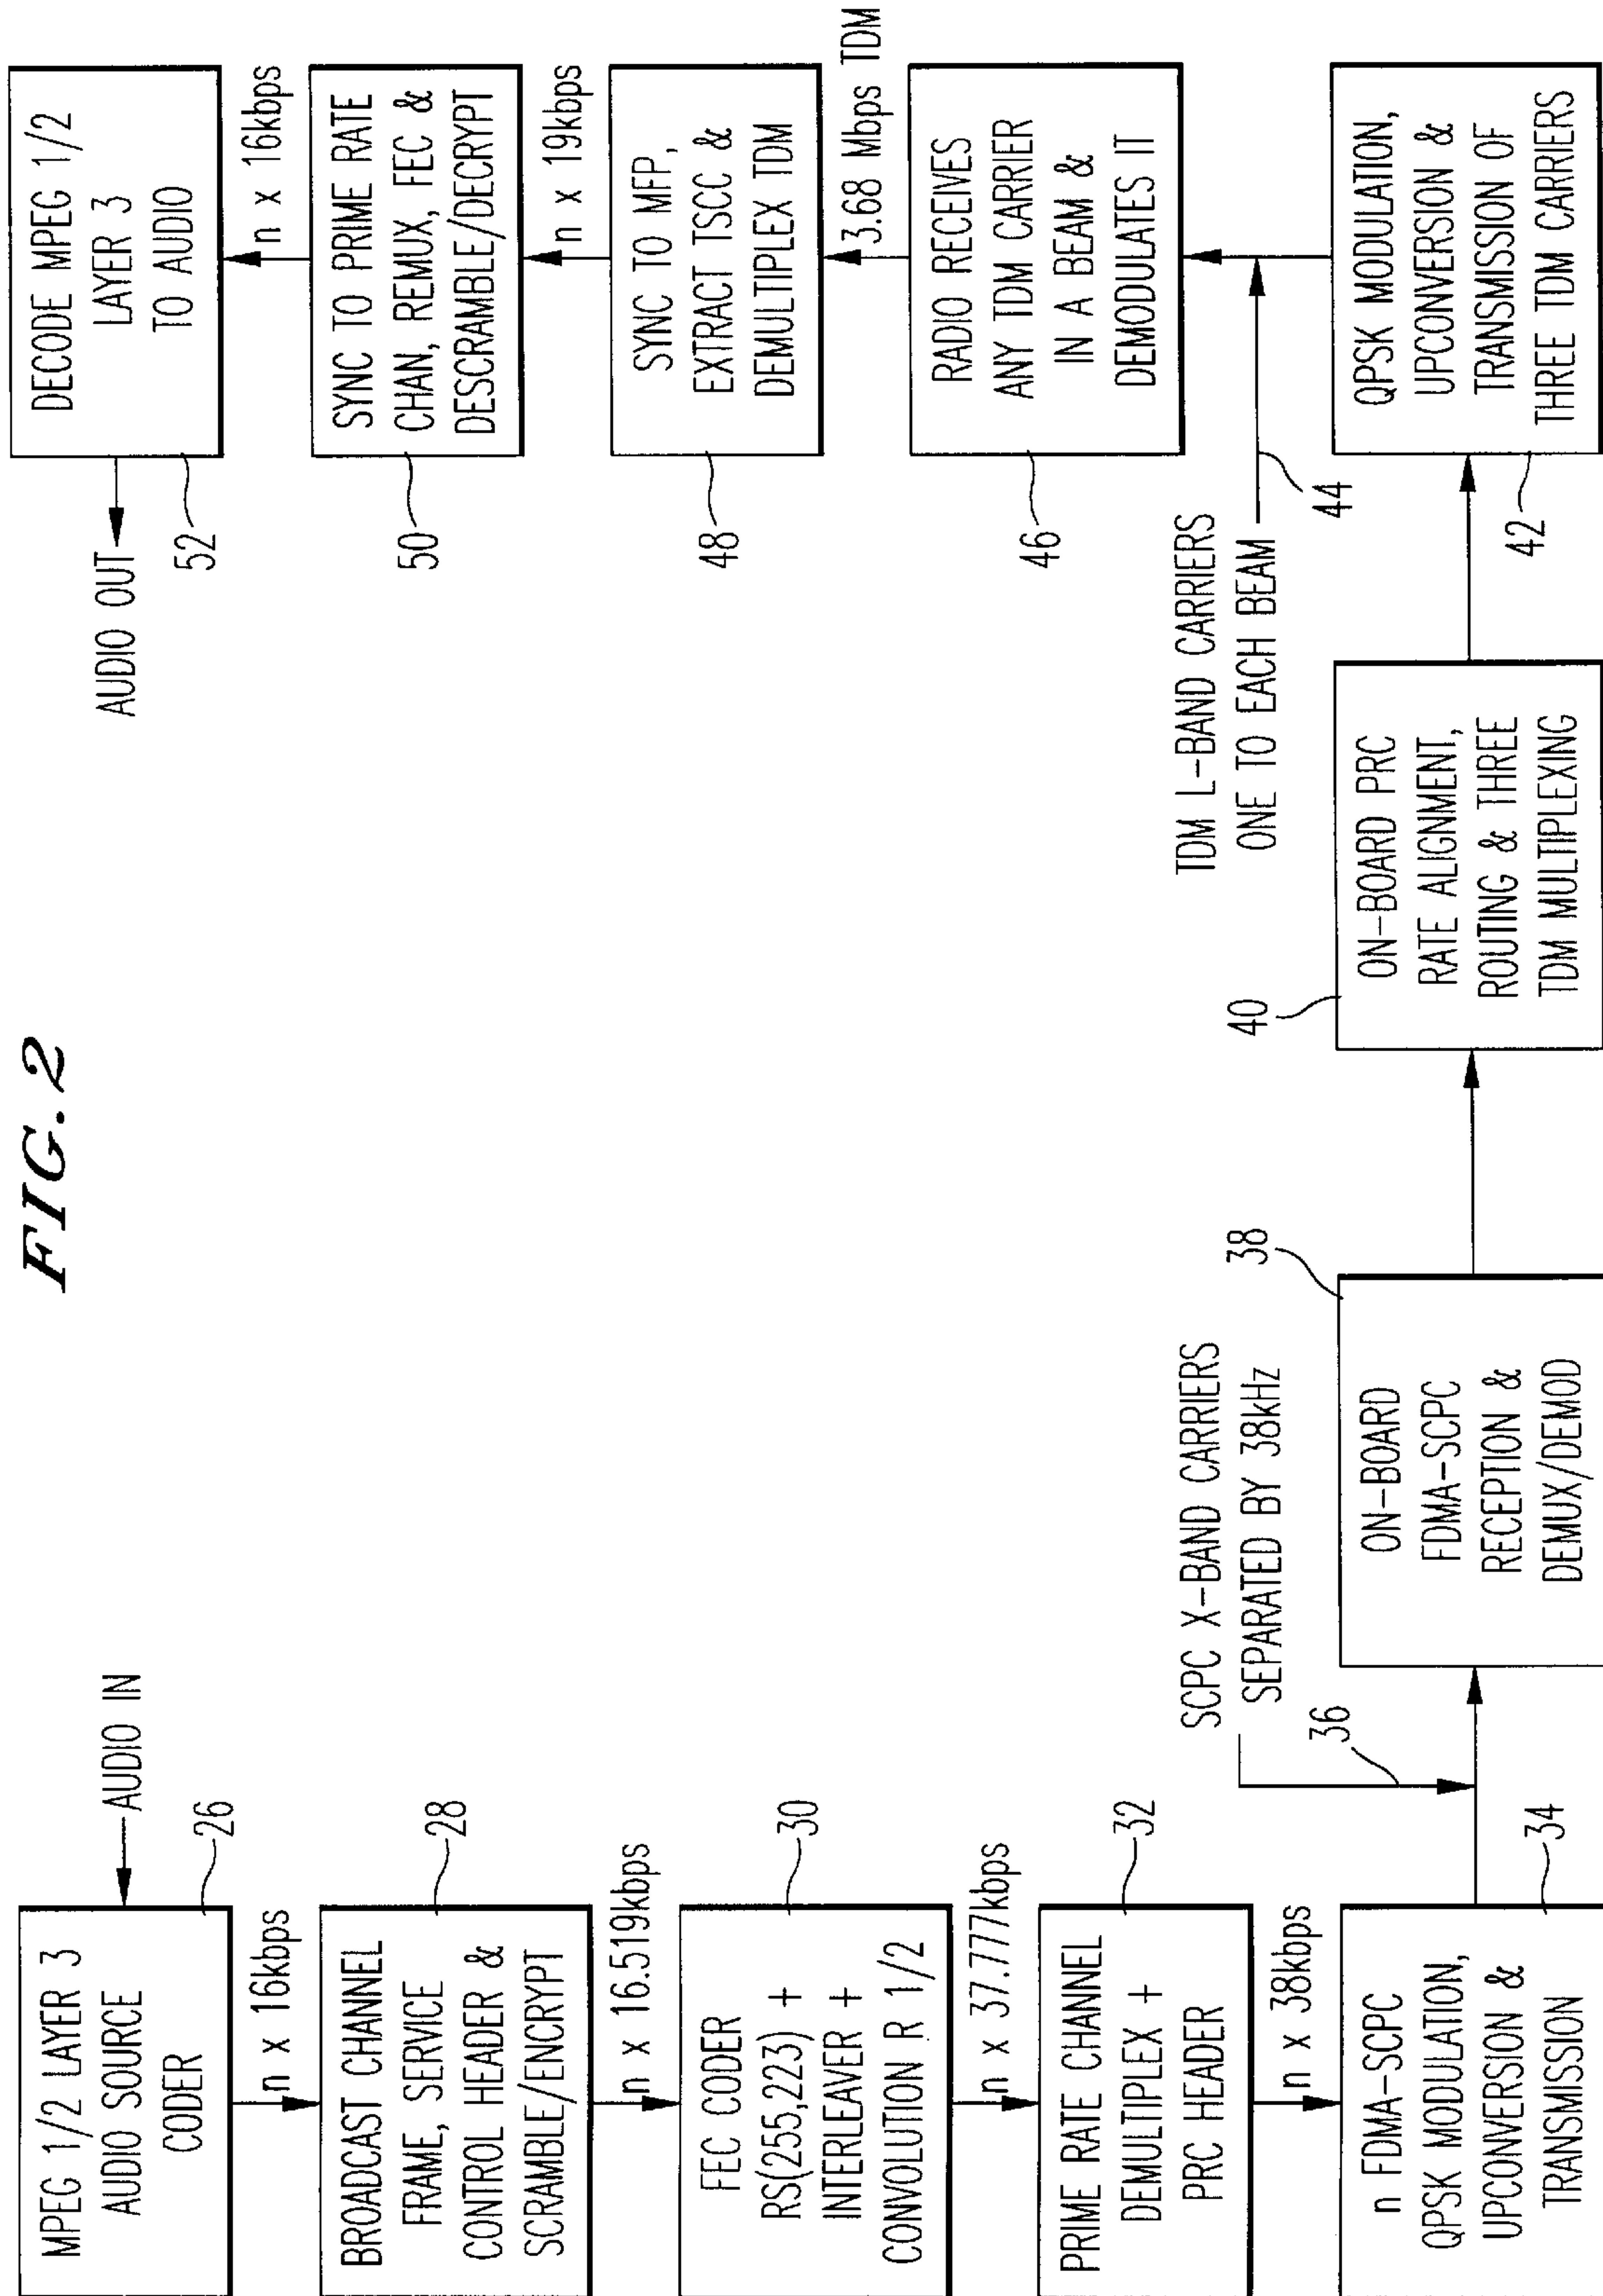 FIG. 2
AUDIO IN
MPEG 1/2 LAYER 3
AUDIO SOURCE
CODER
26
n x 16kbps
BROADCAST CHANNEL
FRAME, SERVICE
CONTROL HEADER &
SCRAMBLE/ENCRYPT
28
n x 16.519kbps
FEC CODER
RS(255,223) +
INTERLEAVER +
CONVOLUTION R 1/2
30
n x 37.777kbps
PRIME RATE CHANNEL
DEMULTIPLEX +
PRC HEADER
32
n x 38kbps
n FDMA-SCPC
QPSK MODULATION,
UPCONVERSION &
TRANSMISSION
34
SCPC X-BAND CARRIERS
SEPARATED BY 38kHz
36
ON-BOARD
FDMA-SCPC
RECEPTION &
DEMUX/DEMOD
38
ON-BOARD PRC
RATE ALIGNMENT,
ROUTING & THREE
TDM MULTIPLEXING
40
QPSK MODULATION,
UPCONVERSION &
TRANSMISSION OF
THREE TDM CARRIERS
42
TDM L-BAND CARRIERS
ONE TO EACH BEAM
44
RADIO RECEIVES
ANY TDM CARRIER
IN A BEAM &
DEMODULATES IT
46
3.68 Mbps TDM
SYNC TO MFP,
EXTRACT TSCC &
DEMULTIPLEX TDM
48
n x 19kbps
SYNC TO PRIME RATE
CHAN, REMUX, FEC &
DESCRAMBLE/DECRYPT
50
n x 16kbps
DECODE MPEG 1/2
LAYER 3
TO AUDIO
52
AUDIO OUT